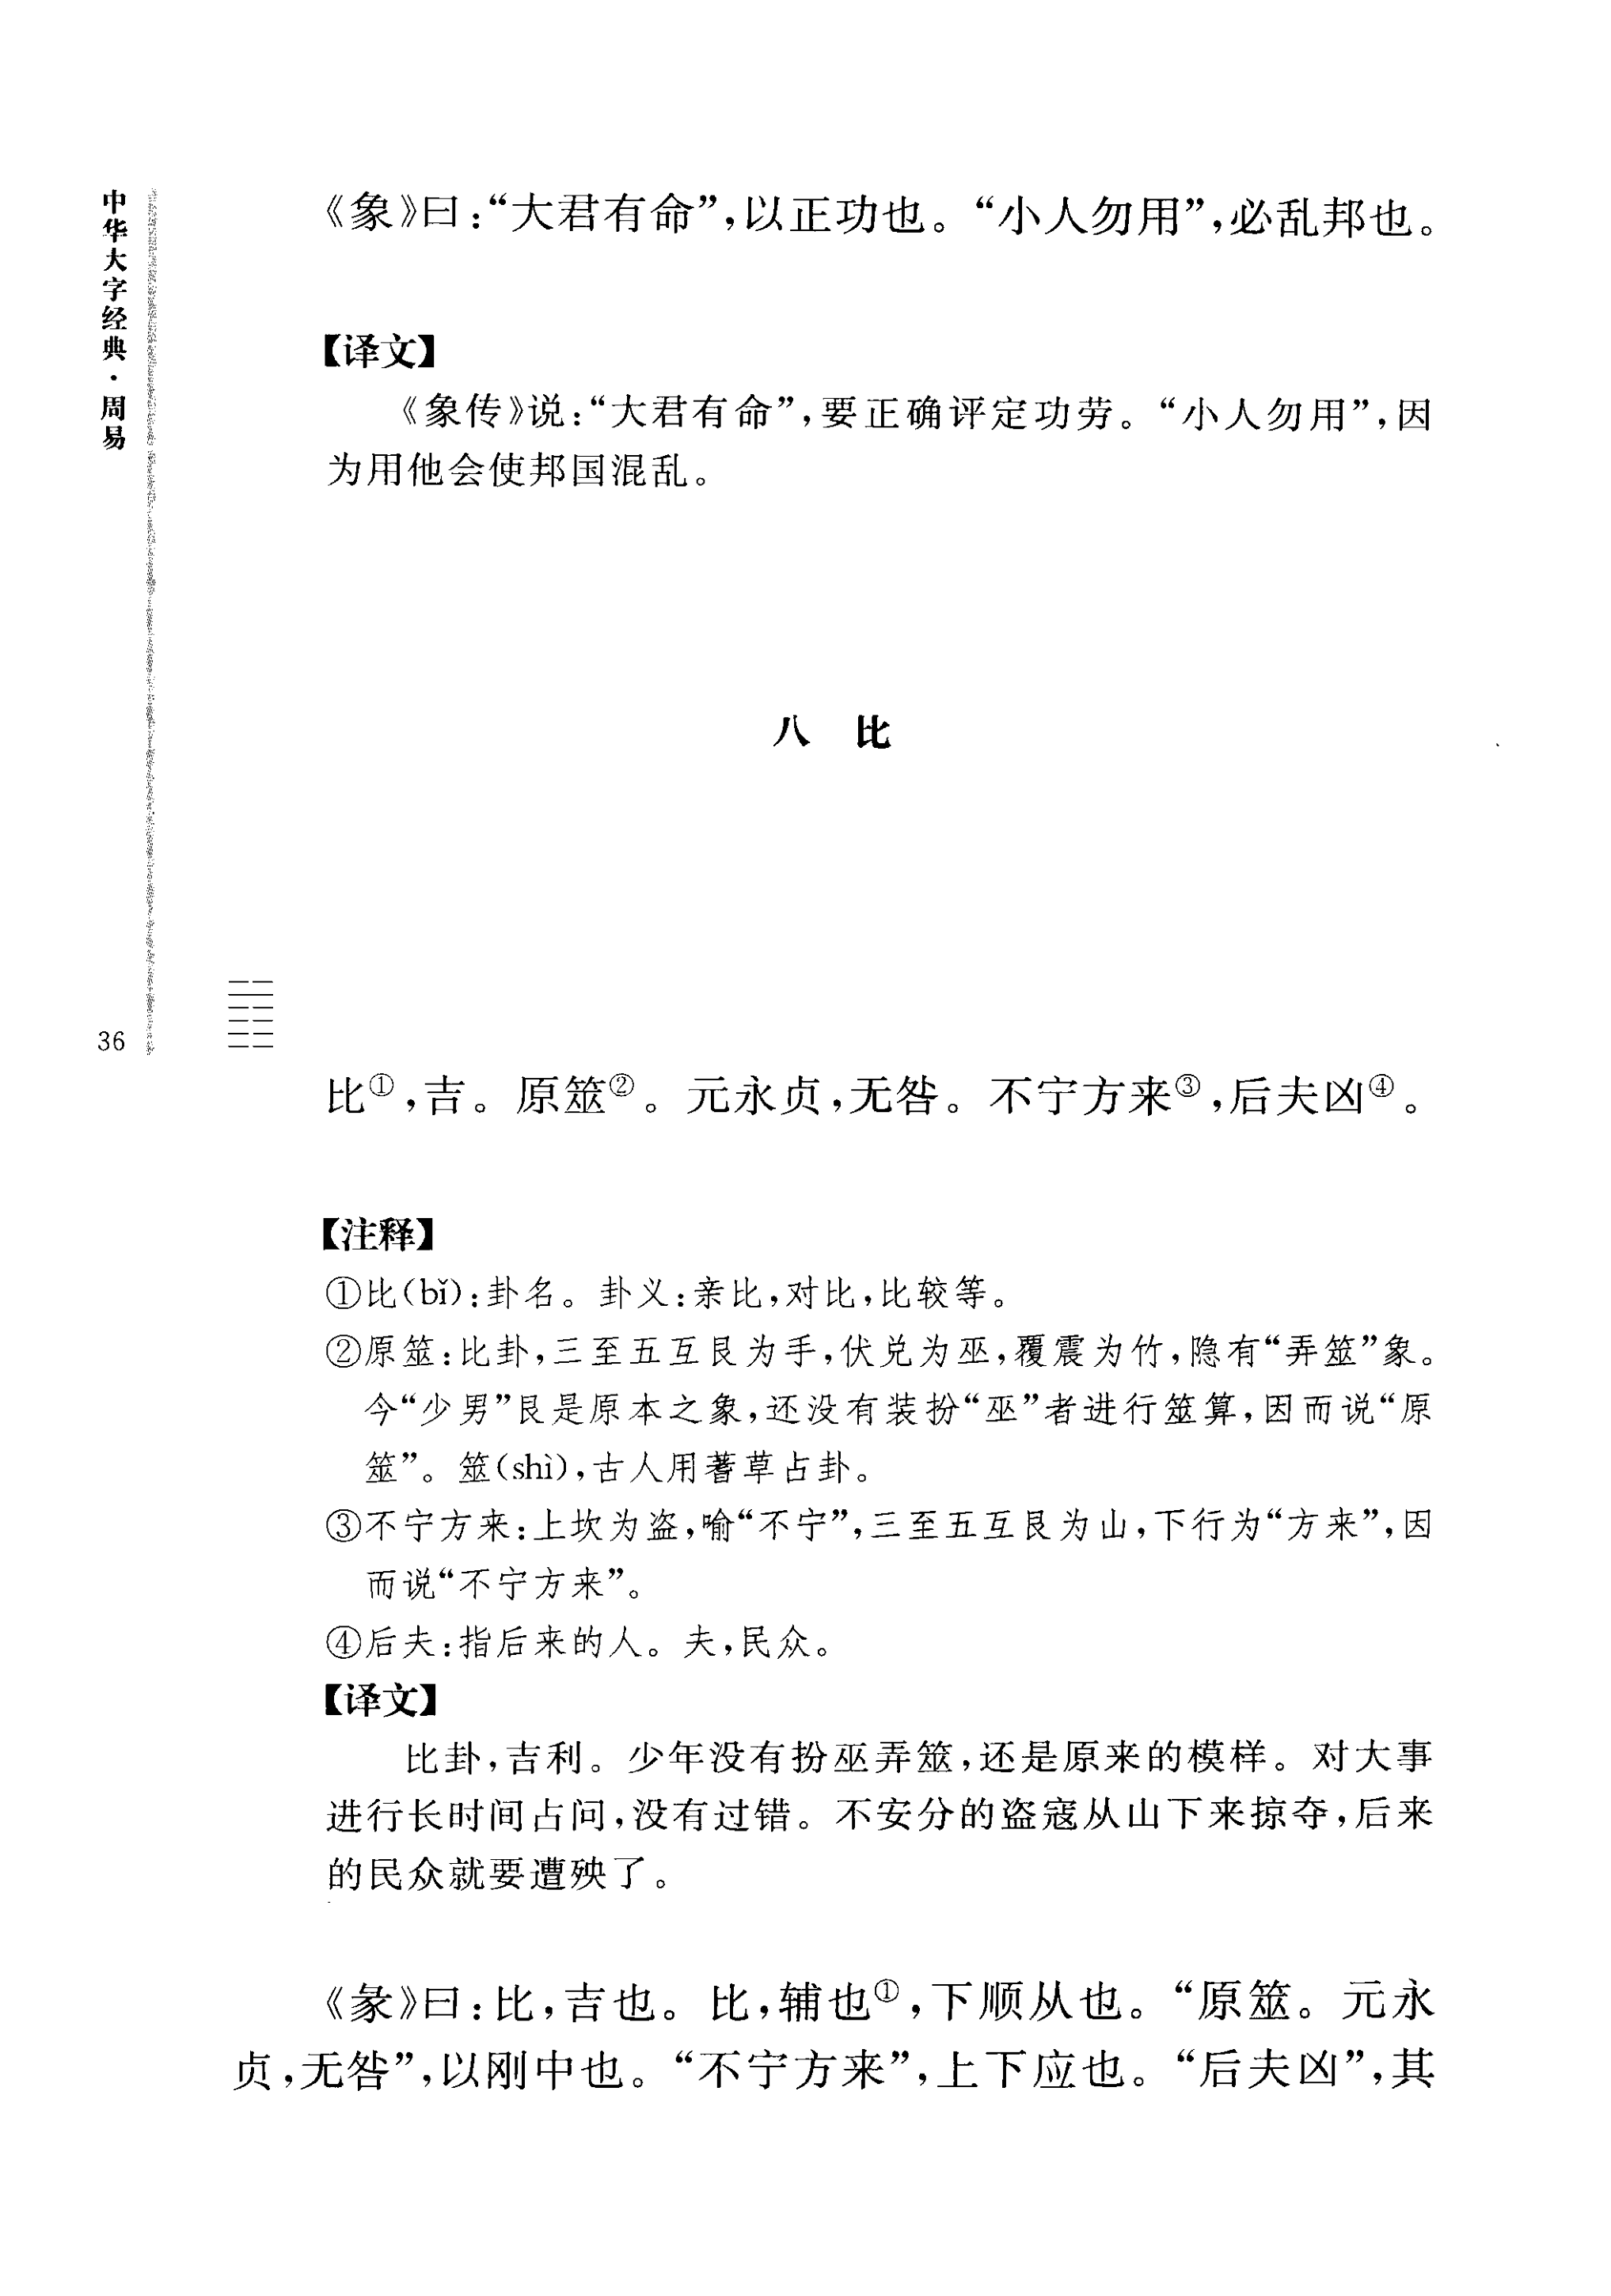 中华大字经典·周易
36
《象》曰：“大君有命”，以正功也。“小人勿用”，必乱邦也。
【译文】
《象传》说：“大君有命”，要正确评定功劳。“小人勿用”，因
为用他会使邦国混乱。
八 比
比①，吉。原筮②。元永贞，无咎。不宁方来③，后夫凶④。
【注释】
①比(bǐ)：卦名。卦义：亲比，对比，比较等。
②原筮：比卦，三至五互艮为手，伏兑为巫，覆震为竹，隐有“弄筮”象。
今“少男”艮是原本之象，还没有装扮“巫”者进行筮算，因而说“原
筮”。筮(shì)，古人用蓍草占卦。
③不宁方来：上坎为盗，喻“不宁”，三至五互艮为山，下行为“方来”，因
而说“不宁方来”。
④后夫：指后来的人。夫，民众。
【译文】
比卦，吉利。少年没有扮巫弄筮，还是原来的模样。对大事
进行长时间占问，没有过错。不安分的盗寇从山下来掠夺，后来
的民众就要遭殃了。
《彖》曰：比，吉也。比，辅也①，下顺从也。“原筮。元永
贞，无咎”，以刚中也。“不宁方来”，上下应也。“后夫凶”，其